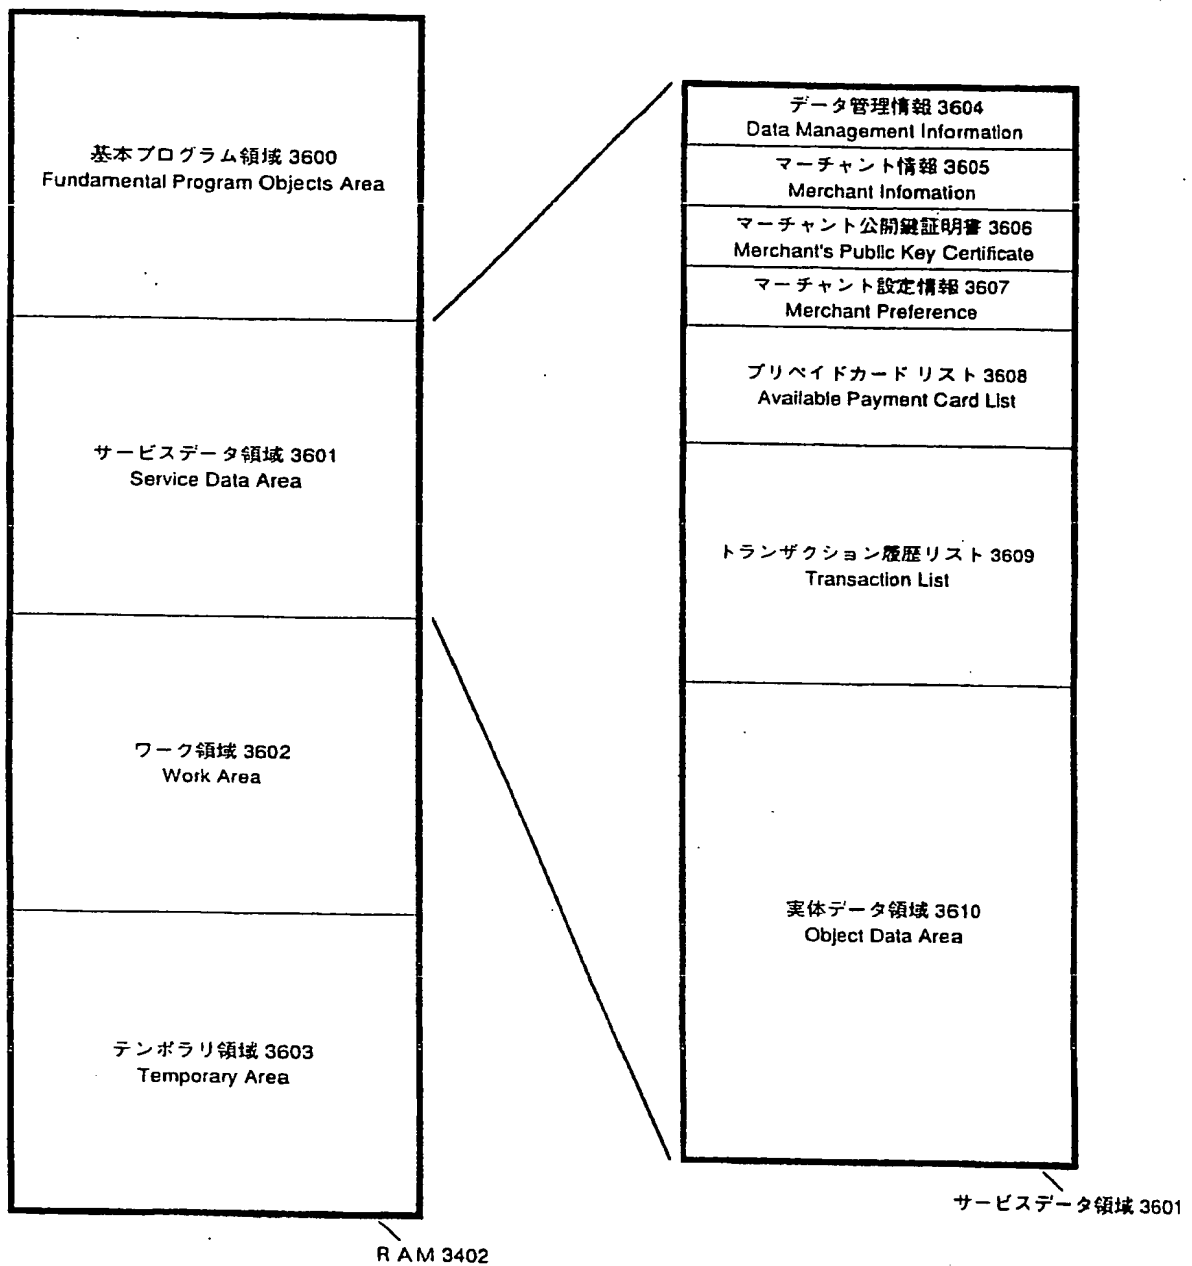 基本プログラム領域 3600
Fundamental Program Objects Area
サービスデータ領域 3601
Service Data Area
ワーク領域 3602
Work Area
テンポラリ領域 3603
Temporary Area
RAM 3402
データ管理情報 3604
Data Management Information
マーチャント情報 3605
Merchant Infomation
マーチャント公開鍵証明書 3606
Merchant's Public Key Certificate
マーチャント設定情報 3607
Merchant Preference
プリペイドカード リスト 3608
Available Payment Card List
トランザクション履歴リスト 3609
Transaction List
実体データ領域 3610
Object Data Area
サービスデータ領域 3601